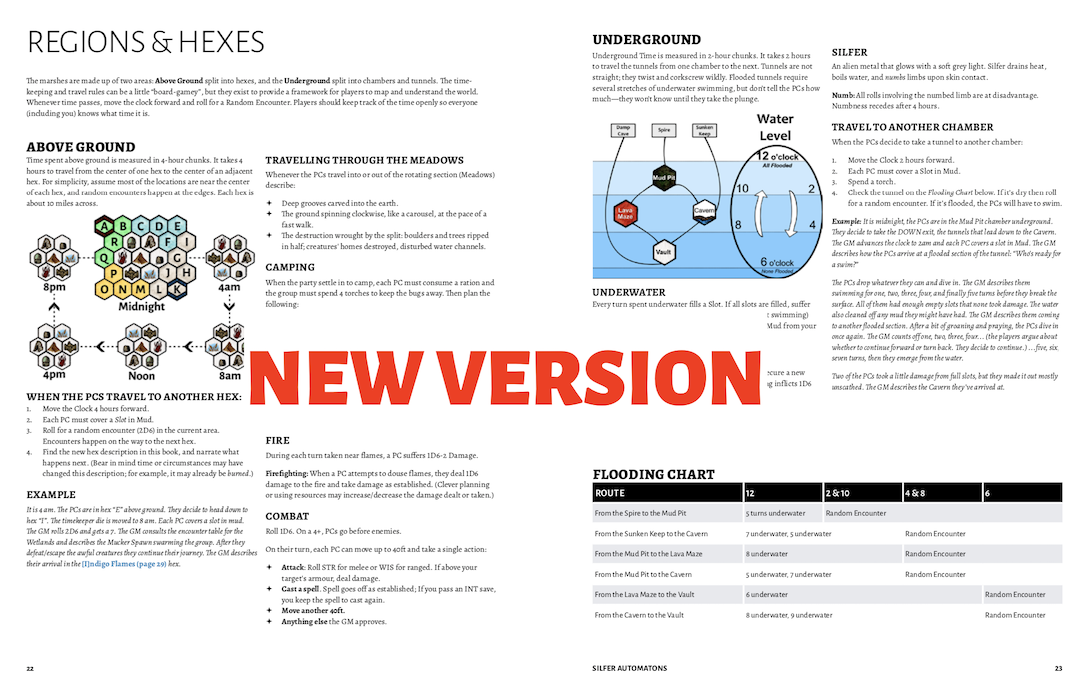 REGIONS & HEXES
The marshes are made up of two areas: Above Ground split into hexes, and the Underground split into chambers and tunnels. The time-
keeping and travel rules can be a little "board-gamey", but they exist to provide a framework for players to map and understand the world.
Whenever time passes, move the clock forward and roll for a Random Encounter. Players should keep track of the time openly so everyone
(including you) knows what time it is.
ABOVE GROUND
Time spent above ground is measured in 4-hour chunks. It takes 4
hours to travel from the center of one hex to the center of an adjacent
hex. For simplicity, assume most of the locations are near the center
of each hex, and random encounters happen at the edges. Each hex is
about 10 miles across.
A B C D E
R F I
Q G
P J H
O N M L K
8pm
4am
Midnight
4pm
Noon
8am
WHEN THE PCS TRAVEL TO ANOTHER HEX:
1. Move the Clock 4 hours forward.
2. Each PC must cover a Slot in Mud.
3. Roll for a random encounter (2D6) in the current area.
Encounters happen on the way to the next hex.
4. Find the new hex description in this book, and narrate what
happens next. (Bear in mind time or circumstances may have
changed this description; for example, it may already be burned.)
EXAMPLE
It is 4 am. The PCs are in hex "E" above ground. They decide to head down to
hex "I". The timekeeper die is moved to 8 am. Each PC covers a slot in mud.
The GM rolls 2D6 and gets a 7. The GM consults the encounter table for the
Wetlands and describes the Mucker Spawn swarming the group. After they
defeat/escape the awful creatures they continue their journey. The GM describes
their arrival in the [I]ndigo Flames (page 29) hex.
TRAVELLING THROUGH THE MEADOWS
Whenever the PCs travel into or out of the rotating section (Meadows)
describe:
✦ Deep grooves carved into the earth.
✦ The ground spinning clockwise, like a carousel, at the pace of a
fast walk.
✦ The destruction wrought by the split: boulders and trees ripped
in half; creatures' homes destroyed, disturbed water channels.
CAMPING
When the party settle in to camp, each PC must consume a ration and
the group must spend 4 torches to keep the bugs away. Then plan the
following:
NEW VERSION
FIRE
During each turn taken near flames, a PC suffers 1D6-2 Damage.
Firefighting: When a PC attempts to douse flames, they deal 1D6
damage to the fire and take damage as established. (Clever planning
or using resources may increase/decrease the damage dealt or taken.)
COMBAT
Roll 1D6. On a 4+, PCs go before enemies.
On their turn, each PC can move up to 40ft and take a single action:
✦ Attack: Roll STR for melee or WIS for ranged. If above your
target's armour, deal damage.
✦ Cast a spell. Spell goes off as established; If you pass an INT save,
you keep the spell to cast again.
✦ Move another 40ft.
✦ Anything else the GM approves.
22
UNDERGROUND
Underground Time is measured in 2-hour chunks. It takes 2 hours
to travel the tunnels from one chamber to the next. Tunnels are not
straight; they twist and corkscrew wildly. Flooded tunnels require
several stretches of underwater swimming, but don't tell the PCs how
much—they won't know until they take the plunge.
Damp Cave
Spire
Sunken Keep
Mud Pit
Lava Maze
Cavern
Vault
Water Level
12 o'clock
All Flooded
10 2
8 4
6 o'clock
None Flooded
UNDERWATER
Every turn spent underwater fills a Slot. If all slots are filled, suffer
swimming)
Mud from your
ecure a new
inflicts 1D6
SILFER
An alien metal that glows with a soft grey light. Silfer drains heat,
boils water, and numbs limbs upon skin contact.
Numb: All rolls involving the numbed limb are at disadvantage.
Numbness recedes after 4 hours.
TRAVEL TO ANOTHER CHAMBER
When the PCs decide to take a tunnel to another chamber:
1. Move the Clock 2 hours forward.
2. Each PC must cover a Slot in Mud.
3. Spend a torch.
4. Check the tunnel on the Flooding Chart below. If it's dry then roll
for a random encounter. If it's flooded, the PCs will have to swim.
Example: It is midnight, the PCs are in the Mud Pit chamber underground.
They decide to take the DOWN exit, the tunnels that lead down to the Cavern.
The GM advances the clock to 2am and each PC covers a slot in Mud. The GM
describes how the PCs arrive at a flooded section of the tunnel: "Who's ready for
a swim?"
The PCs drop whatever they can and dive in. The GM describes them
swimming for one, two, three, four, and finally five turns before they break the
surface. All of them had enough empty slots that none took damage. The water
also cleaned off any mud they might have had. The GM describes them coming
to another flooded section. After a bit of groaning and praying, the PCs dive in
once again. The GM counts off one, two, three, four... (the players argue about
whether to continue forward or turn back. They decide to continue.) ...five, six,
seven turns, then they emerge from the water.
Two of the PCs took a little damage from full slots, but they made it out mostly
unscathed. The GM describes the Cavern they've arrived at.
FLOODING CHART
ROUTE 12 2 & 10 4 & 8 6
From the Spire to the Mud Pit 5 turns underwater Random Encounter
From the Sunken Keep to the Cavern 7 underwater, 5 underwater Random Encounter
From the Mud Pit to the Lava Maze 8 underwater Random Encounter
From the Mud Pit to the Cavern 5 underwater, 7 underwater Random Encounter
From the Lava Maze to the Vault 6 underwater Random Encounter
From the Cavern to the Vault 8 underwater, 9 underwater Random Encounter
SILFER AUTOMATONS
23